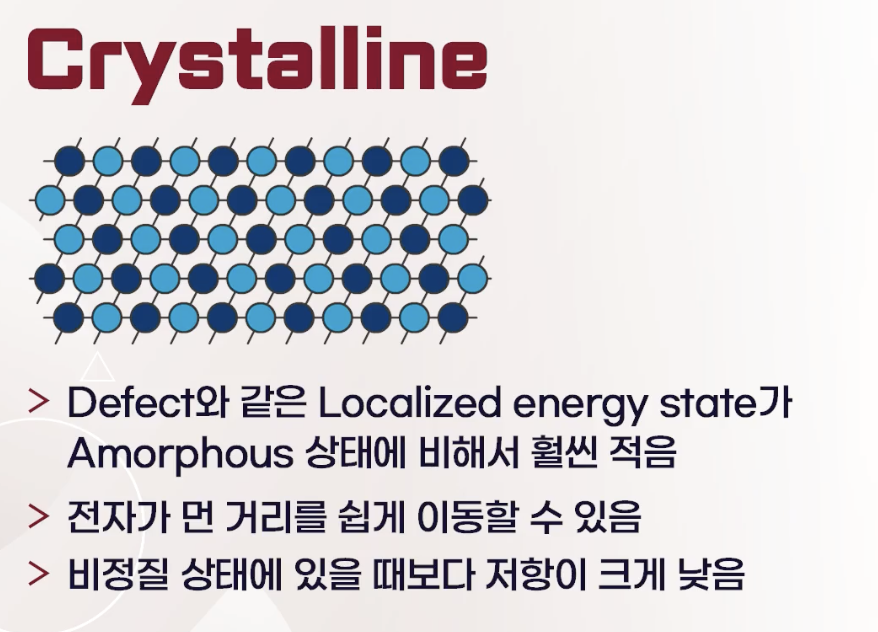 Crystalline
> Defect와 같은 Localized energy state가
Amorphous 상태에 비해서 훨씬 적음
> 전자가 먼 거리를 쉽게 이동할 수 있음
> 비정질 상태에 있을 때보다 저항이 크게 낮음